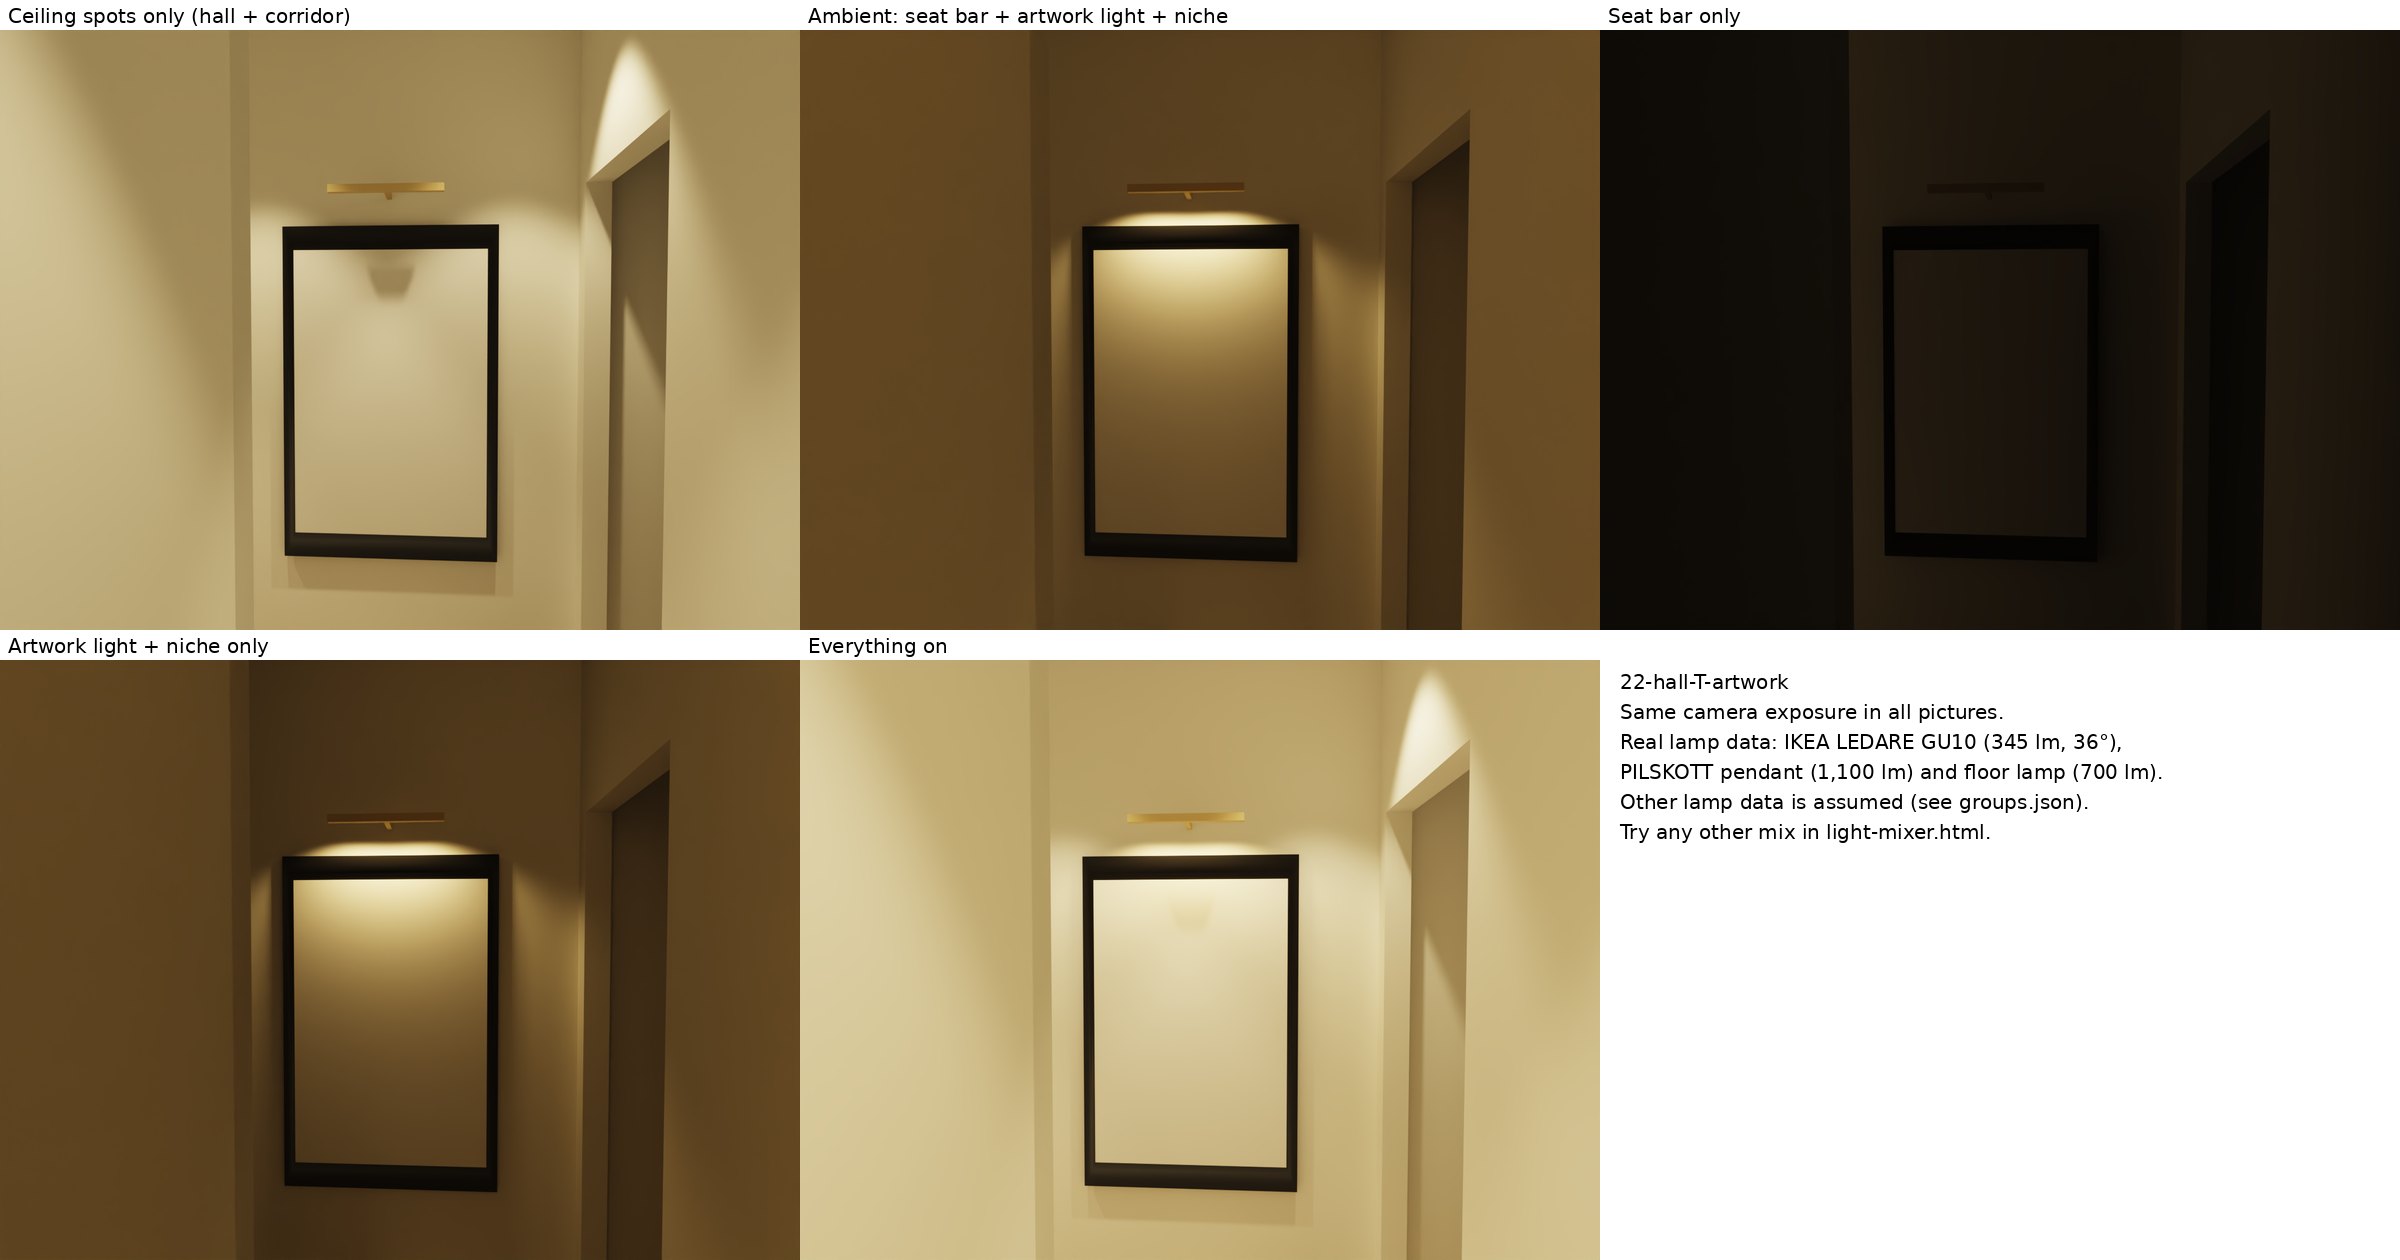 Ceiling spots only (hall + corridor)
Ambient: seat bar + artwork light + niche
Seat bar only
Artwork light + niche only
Everything on
22-hall-T-artwork
Same camera exposure in all pictures.
Real lamp data: IKEA LEDARE GU10 (345 lm, 36°),
PILSKOTT pendant (1,100 lm) and floor lamp (700 lm).
Other lamp data is assumed (see groups.json).
Try any other mix in light-mixer.html.